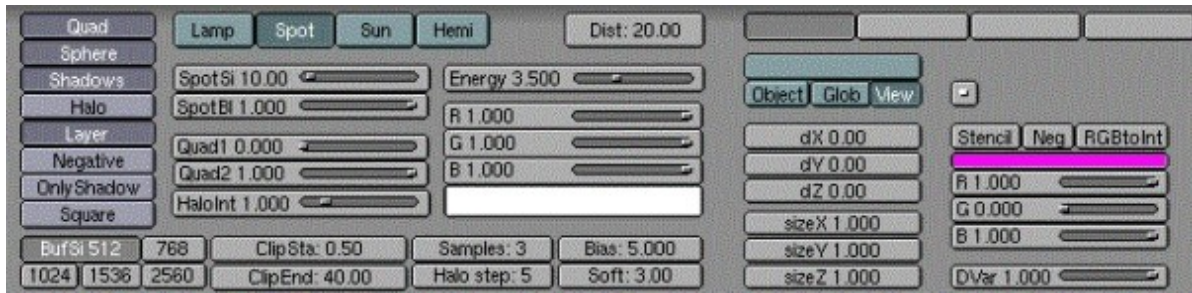 Quad
Sphere
Shadows
Halo
Layer
Negative
OnlyShadow
Square
Lamp Spot Sun Hemi Dist: 20.00
SpotSi 10.00
SpotBl 1.000
Quad1 0.000
Quad2 1.000
HaloInt 1.000
Energy 3.500
R 1.000
G 1.000
B 1.000
BufSi 512 768 ClipSta: 0.50 Samples: 3 Bias: 5.000
1024 1536 2560 ClipEnd: 40.00 Halo step: 5 Soft: 3.00
Object Glob View
dX 0.00
dY 0.00
dZ 0.00
sizeX 1.000
sizeY 1.000
sizeZ 1.000
Stencil Neg RGBtoInt
R 1.000
G 0.000
B 1.000
DVar 1.000